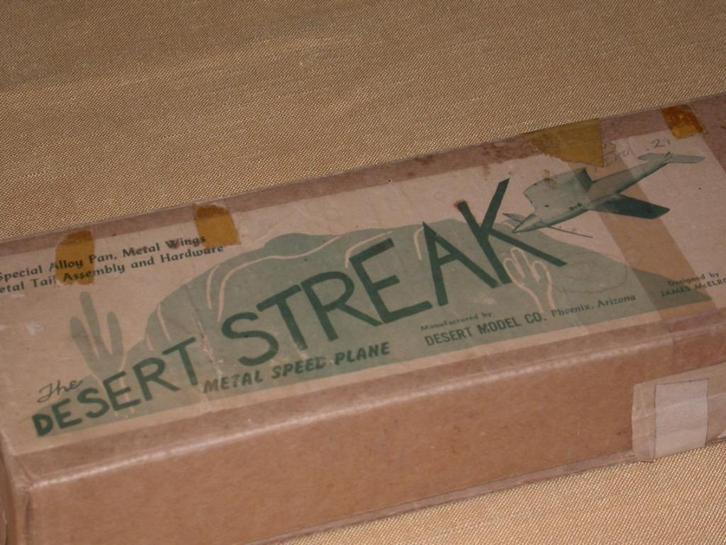 Special Alloy Pan, Metal Wings
Metal Tail Assembly and Hardware
The
DESERT STREAK
METAL SPEED PLANE
Manufactured by
DESERT MODEL CO. Phoenix, Arizona
Designed by
JAMES